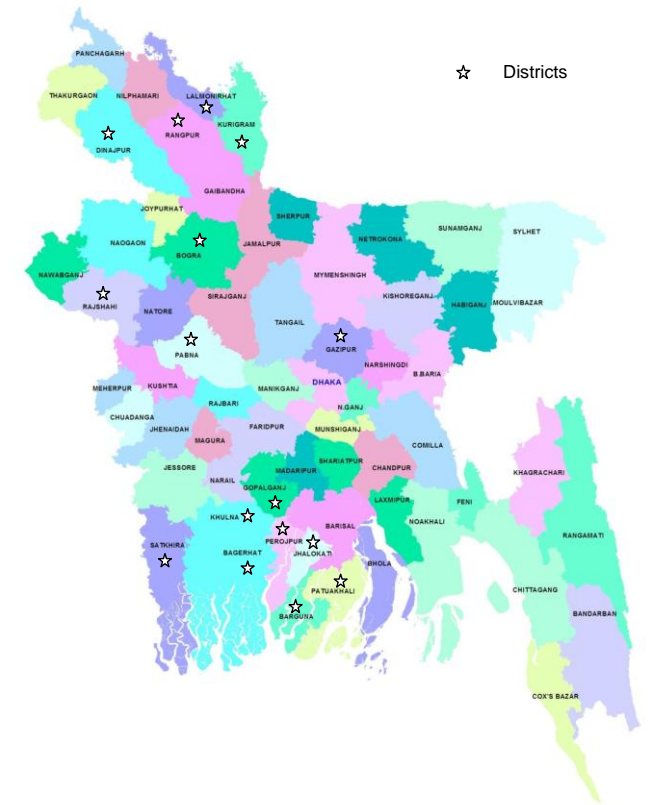 PANCHAGARH
Districts
THAKURGAON
NILPHAMARI
LALMONIRHAT
KURIGRAM
RANGPUR
DINAJPUR
GAIBANDHA
JOYPURHAT
SHERPUR
SUNAMGANJ
SYLHET
NAOGAON
JAMALPUR
NETROKONA
BOGRA
NAWABGANJ
MYMENSHINGH
RAJSHAHI
SIRAJGANJ
KISHOREGANJ
HABIGANJ
MOULVIBAZAR
NATORE
TANGAIL
GAZIPUR
PABNA
NARSHINGDI
B.BARIA
MEHERPUR
KUSHTIA
MANIKGANJ
DHAKA
RAJBARI
N.GANJ
CHUADANGA
JHENAIDAH
FARIDPUR
MUNSHIGANJ
MAGURA
COMILLA
JESSORE
SHARIATPUR
CHANDPUR
KHAGRACHARI
MADARIPUR
NARAIL
GOPALGANJ
LAXMIPUR
FENI
KHULNA
NOAKHALI
BARISAL
RANGAMATI
SATKHIRA
PEROJPUR
BAGERHAT
JHALOKATI
BHOLA
PATUAKHALI
CHITTAGANG
BARGUNA
BANDARBAN
COX'S BAZAR